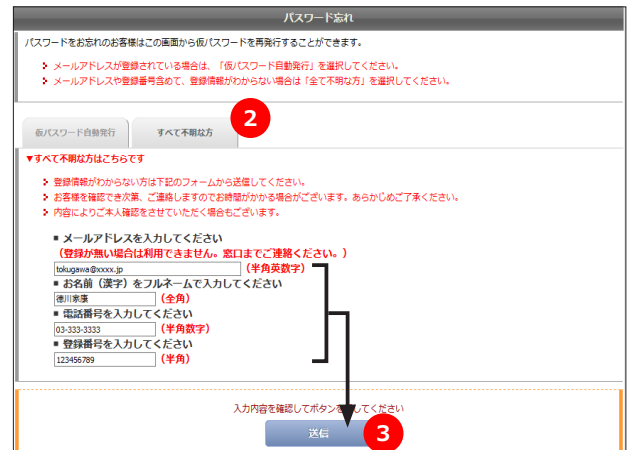 パスワード忘れ
パスワードをお忘れのお客様はこの画面から仮パスワードを再発行することができます。
メールアドレスが登録されている場合は、「仮パスワード自動発行」を選択してください。
メールアドレスや登録番号含めて、登録情報がわからない場合は「全て不明な方」を選択してください。
2
仮パスワード自動発行 すべて不明な方
▼すべて不明な方はこちらです
登録情報がわからない方は下記のフォームから送信してください。
お客様を確認でき次第、ご連絡しますのでお時間がかかる場合がございます。あらかじめご了承ください。
内容によりご本人確認をさせていただく場合もございます。
■ メールアドレスを入力してください
(登録が無い場合は利用できません。窓口までご連絡ください。)
tokugawa@xxxx.jp (半角英数字)
■ お名前（漢字）をフルネームで入力してください
徳川家康 (全角)
■ 電話番号を入力してください
03-333-3333 (半角数字)
■ 登録番号を入力してください
123456789 (半角)
入力内容を確認してボタンを してください
送信 3